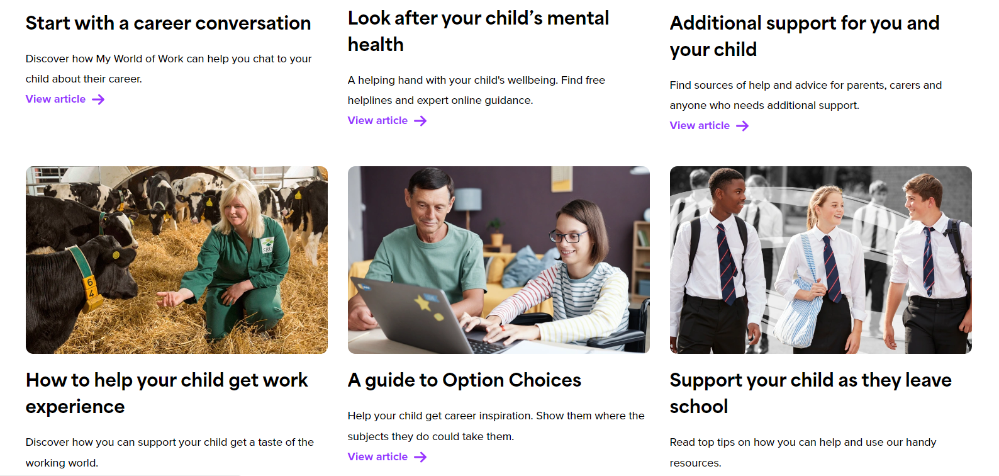 Start with a career conversation
Discover how My World of Work can help you chat to your
child about their career.
View article
Look after your child’s mental
health
A helping hand with your child's wellbeing. Find free
helplines and expert online guidance.
View article
Additional support for you and
your child
Find sources of help and advice for parents, carers and
anyone who needs additional support.
View article
6
4
SRUC
How to help your child get work
experience
Discover how you can support your child get a taste of the
working world.
A guide to Option Choices
Help your child get career inspiration. Show them where the
subjects they do could take them.
View article
Support your child as they leave
school
Read top tips on how you can help and use our handy
resources.